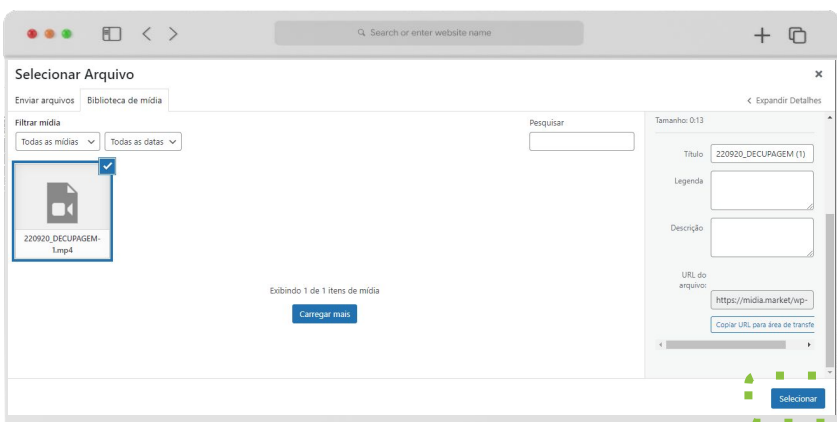 Search or enter website name
Selecionar Arquivo
Enviar arquivos
Biblioteca de mídia
Expandir Detalhes
Filtrar mídia
Todas as mídias
Todas as datas
Pesquisar
220920_DECUPAGEM-
1.mp4
Exibindo 1 de 1 itens de mídia
Carregar mais
Tamanho: 0:13
Título
220920_DECUPAGEM (1)
Legenda
Descrição
URL do
arquivo:
https://midia.market/wp-
Copiar URL para área de transfe
Selecionar